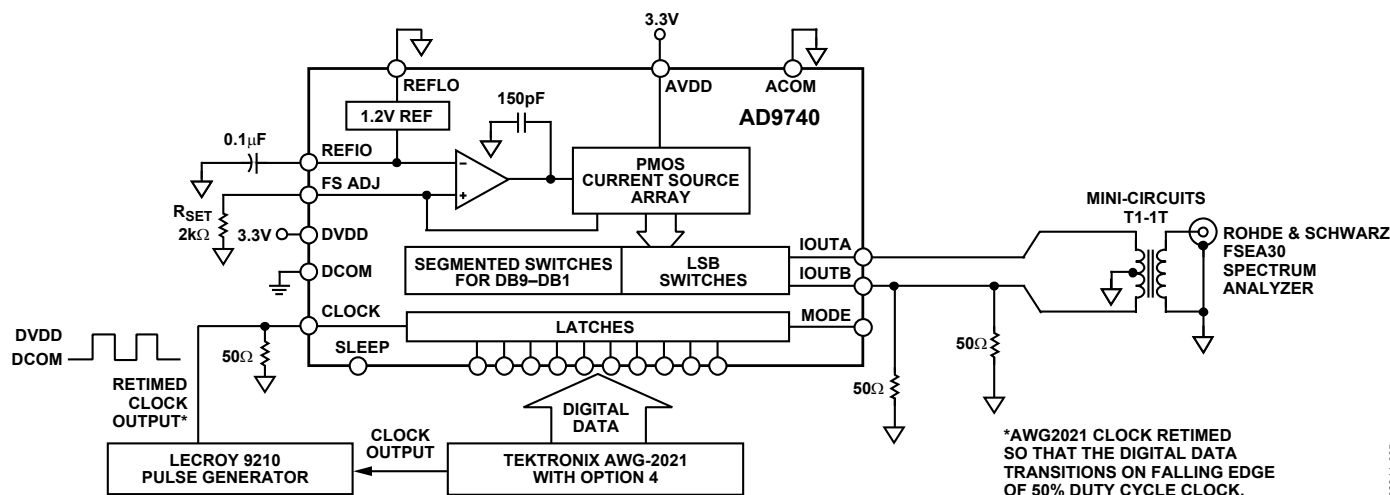 3.3V
REFLO
AVDD
ACOM
1.2V REF
150pF
AD9740
0.1µF
REFIO
PMOS
CURRENT SOURCE
ARRAY
FS ADJ
RSET
2kΩ
3.3V
DVDD
DCOM
SEGMENTED SWITCHES
FOR DB9–DB1
LSB
SWITCHES
IOUTA
IOUTB
MINI-CIRCUITS
T1-1T
ROHDE & SCHWARZ
FSEA30
SPECTRUM
ANALYZER
CLOCK
LATCHES
MODE
DVDD
DCOM
50Ω
SLEEP
50Ω
50Ω
RETIMED
CLOCK
OUTPUT*
DIGITAL
DATA
CLOCK
OUTPUT
LECROY 9210
PULSE GENERATOR
TEKTRONIX AWG-2021
WITH OPTION 4
*AWG2021 CLOCK RETIMED
SO THAT THE DIGITAL DATA
TRANSITIONS ON FALLING EDGE
OF 50% DUTY CYCLE CLOCK.